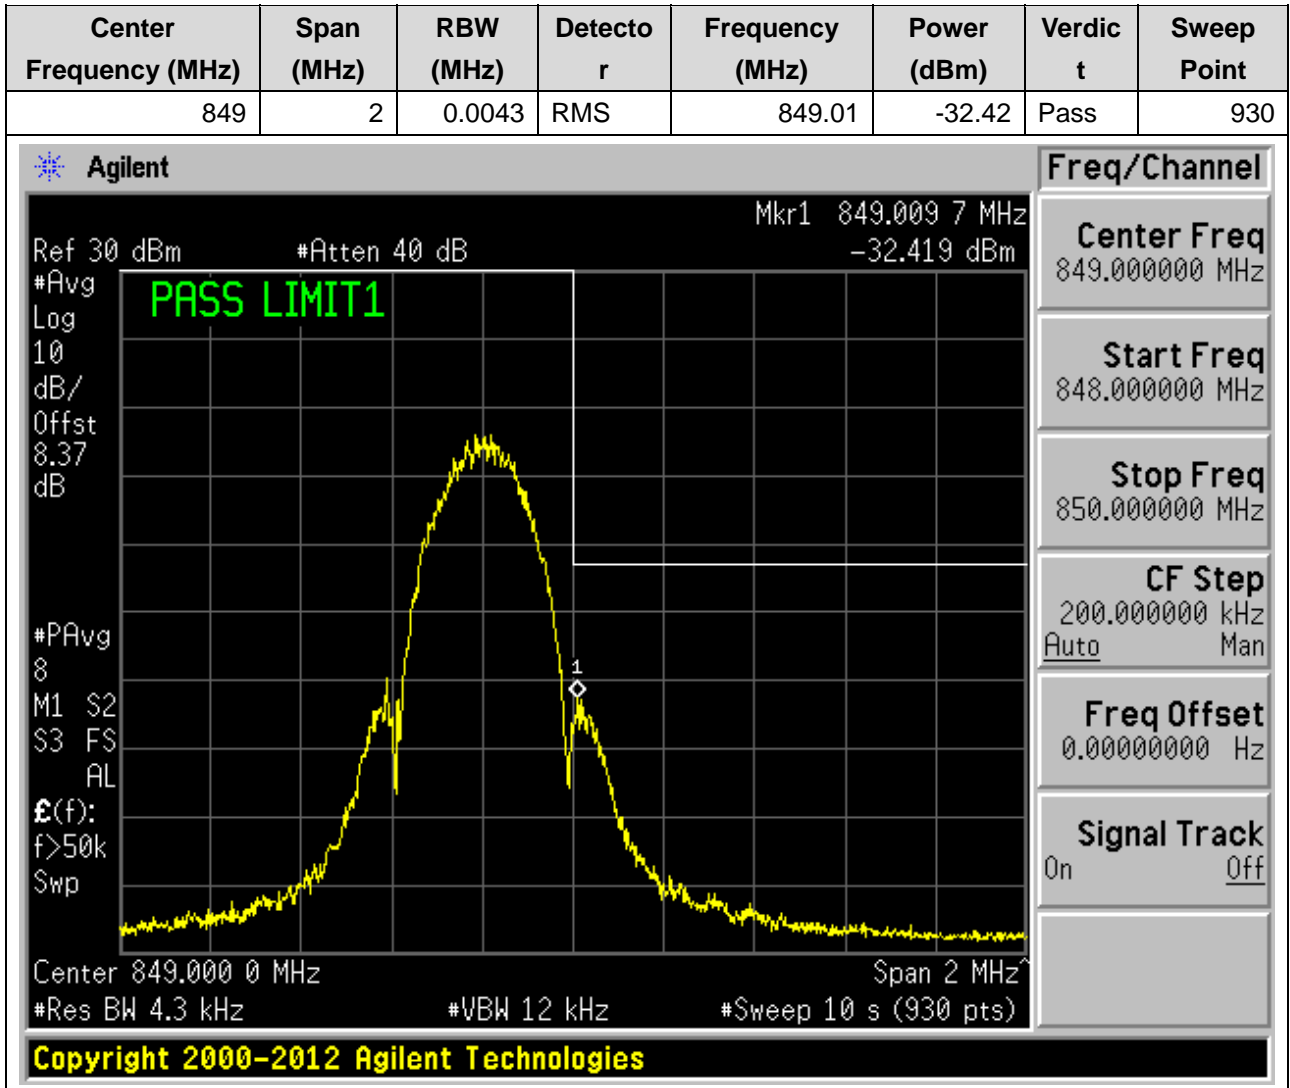 Center Span RBW Detecto Frequency Power Verdic Sweep
Frequency (MHz) (MHz) (MHz) r (MHz) (dBm) t Point
849 2 0.0043 RMS 849.01 -32.42 Pass 930
Agilent
Freq/Channel
Mkr1 849.009 7 MHz
Ref 30 dBm #Atten 40 dB -32.419 dBm
#Avg
Log
10
dB/
Offst
8.37
dB
PASS LIMIT1
1
#PAvg
8
M1 S2
S3 FS
AL
£(f):
f>50k
Swp
Center 849.000 0 MHz Span 2 MHz^
#Res BW 4.3 kHz #VBW 12 kHz #Sweep 10 s (930 pts)
Center Freq
849.000000 MHz
Start Freq
848.000000 MHz
Stop Freq
850.000000 MHz
CF Step
200.000000 kHz
Auto Man
Freq Offset
0.00000000 Hz
Signal Track
On Off
Copyright 2000-2012 Agilent Technologies